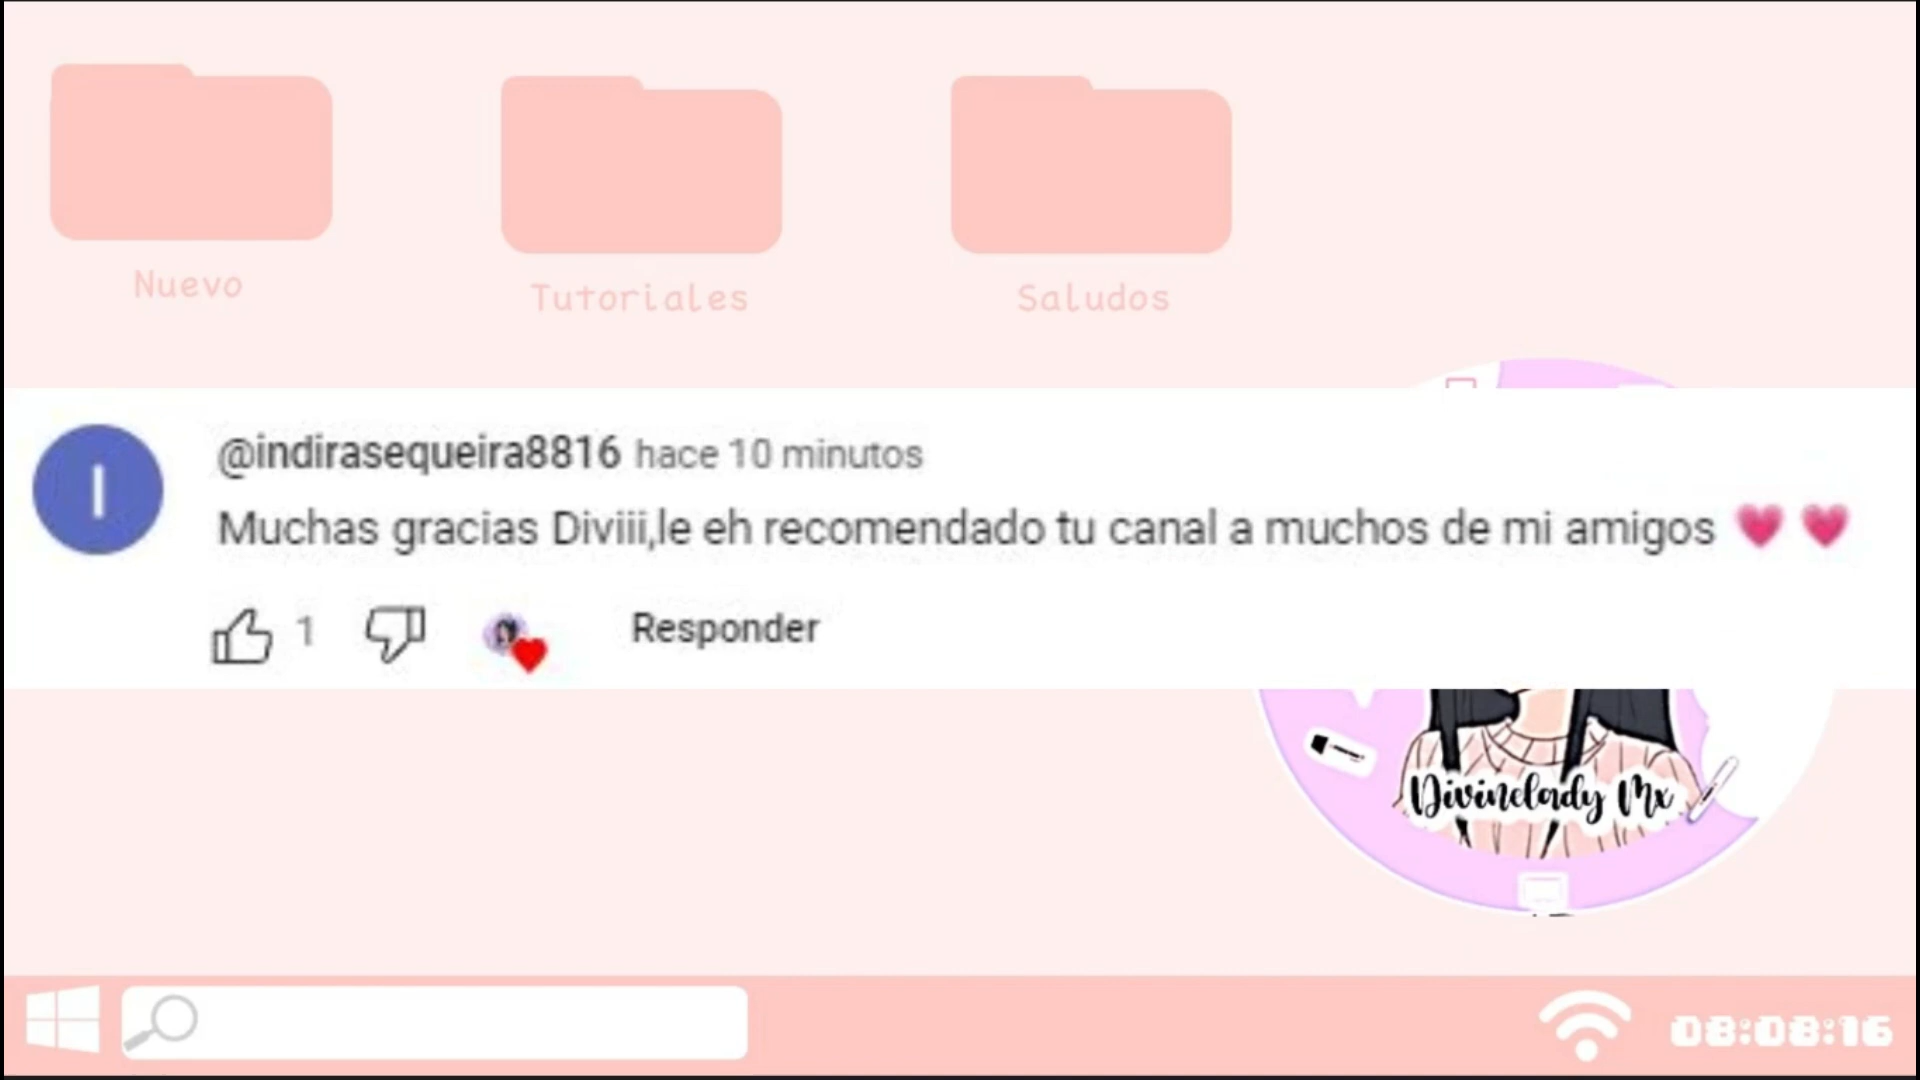 Nuevo
Tutoriales
Saludos
I
@indirasequeira8816 hace 10 minutos
Muchas gracias Diviii,le eh recomendado tu canal a muchos de mi amigos 💗 💗
1
Responder
Divinelady Mx
08:08:16